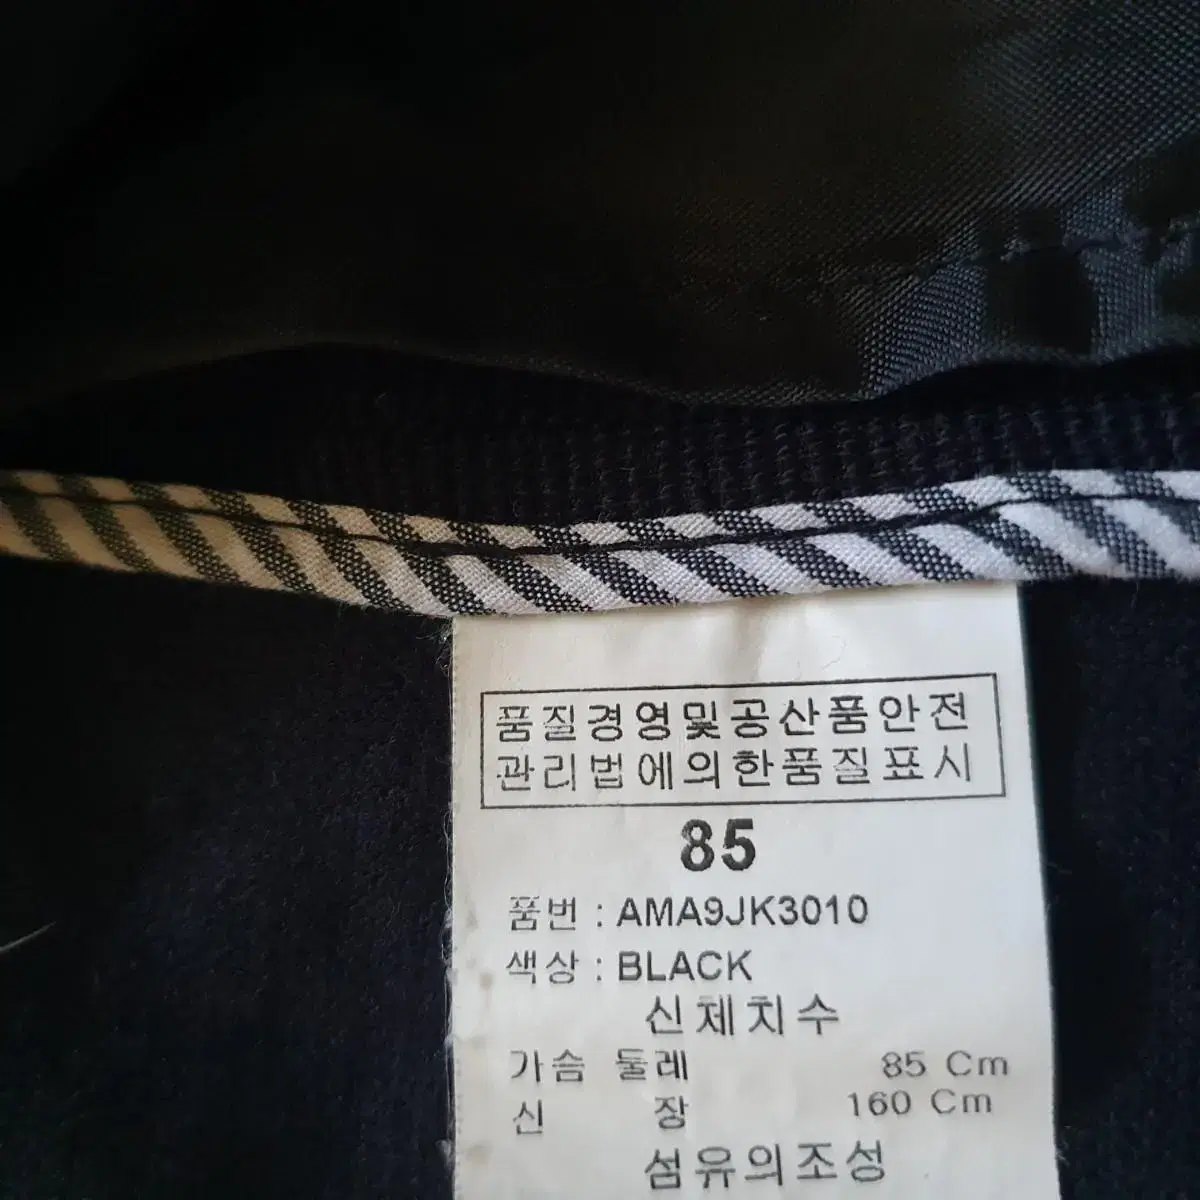 품질경영및공산품안전
관리법에의한품질표시
85
품번 : AMA9JK3010
색상 : BLACK
신체치수
가슴 둘레 85 Cm
신 장 160 Cm
섬유의조성